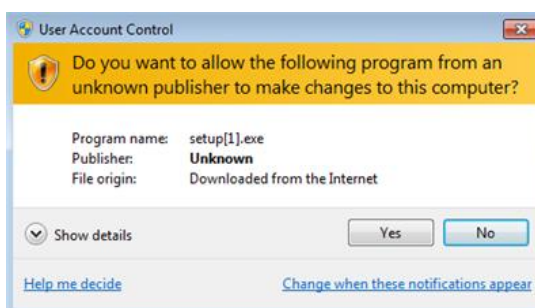 User Account Control
Do you want to allow the following program from an
unknown publisher to make changes to this computer?
Program name: setup[1].exe
Publisher: Unknown
File origin: Downloaded from the Internet
Show details
Yes
No
Help me decide
Change when these notifications appear